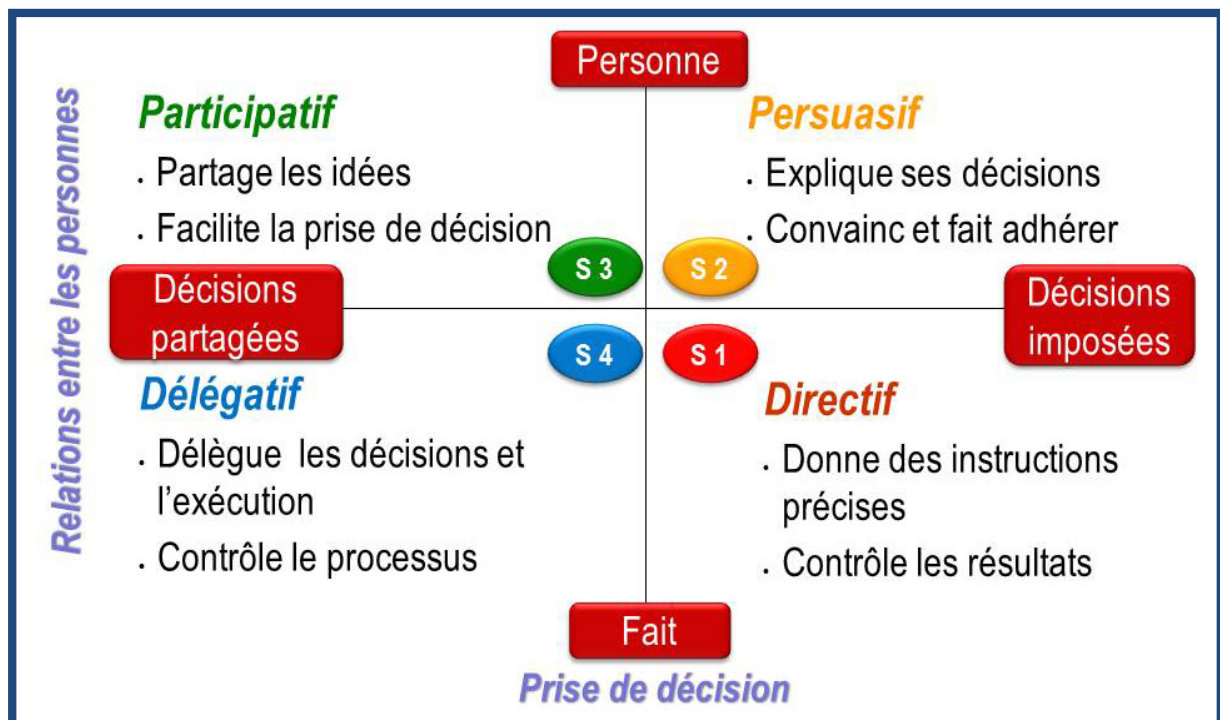 Personne
Relations entre les personnes
Participatif
• Partage les idées
• Facilite la prise de décision
Persuasif
• Explique ses décisions
• Convainc et fait adhérer
S 3
S 2
Décisions
partagées
Décisions
imposées
S 4
S 1
Délégatif
• Délègue les décisions et
l’exécution
• Contrôle le processus
Directif
• Donne des instructions
précises
• Contrôle les résultats
Fait
Prise de décision